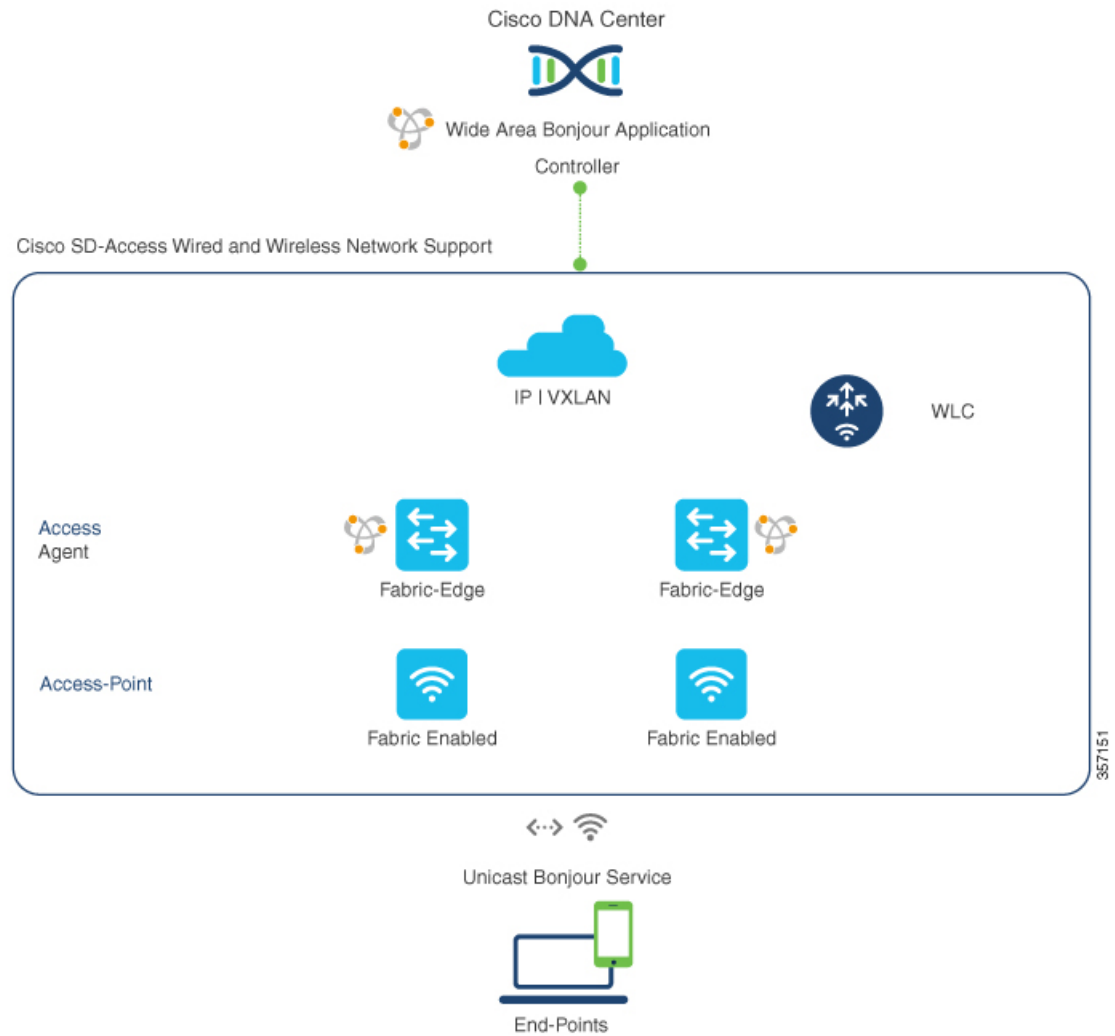 Cisco DNA Center
Wide Area Bonjour Application
Controller
Cisco SD-Access Wired and Wireless Network Support
IP I VXLAN
WLC
Access
Agent
Fabric-Edge
Fabric-Edge
Access-Point
Fabric Enabled
Fabric Enabled
357151
Unicast Bonjour Service
End-Points